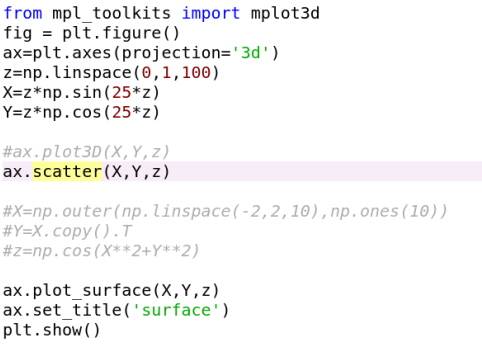 from mpl_toolkits import mplot3d
fig = plt.figure()
ax=plt.axes(projection='3d')
z=np.linspace(0,1,100)
X=z*np.sin(25*z)
Y=z*np.cos(25*z)
#ax.plot3D(X,Y,z)
ax.scatter(X,Y,z)
#X=np.outer(np.linspace(-2,2,10),np.ones(10))
#Y=X.copy().T
#z=np.cos(X**2+Y**2)
ax.plot_surface(X,Y,z)
ax.set_title('surface')
plt.show()